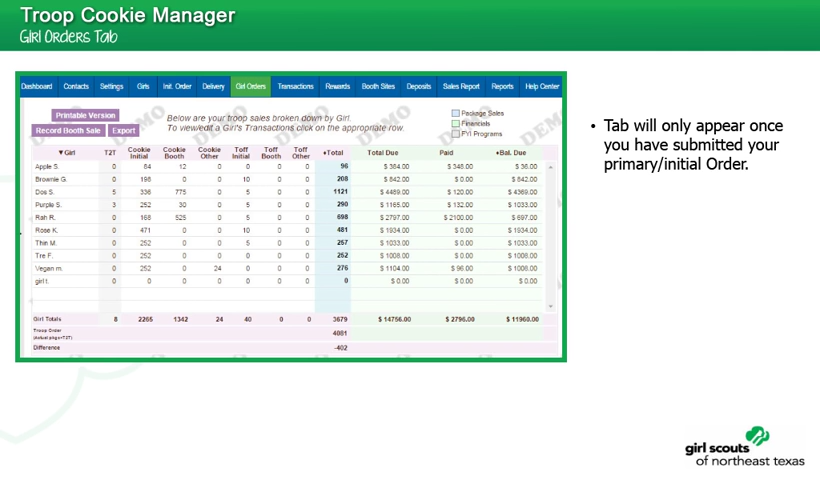 Troop Cookie Manager
Girl Orders Tab
Dashboard Contacts Settings Girls Init. Order Delivery Girl Orders Transactions Rewards Booth Sites Deposits Sales Report Reports Help Center
Printable Version
Record Booth Sale Export
Below are your troop sales broken down by Girl.
To view/edit a Girl's Transactions click on the appropriate row.
Package Sales
Financials
FYI Programs
DEMO DEMO DEMO DEMO DEMO
▼Girl T2T Cookie Initial Cookie Booth Cookie Other Toff Initial Toff Booth Toff Other ♦Total Total Due Paid ♦Bal. Due
Apple S. 0 84 12 0 0 0 0 96 $ 384.00 $ 348.00 $ 36.00
Brownie G. 0 198 0 0 10 0 0 208 $ 842.00 $ 0.00 $ 842.00
Dos S. 5 336 775 0 5 0 0 1121 $ 4489.00 $ 120.00 $ 4369.00
Purple S. 3 252 30 0 5 0 0 290 $ 1165.00 $ 132.00 $ 1033.00
Rah R. 0 168 525 0 5 0 0 698 $ 2797.00 $ 2100.00 $ 697.00
Rose K. 0 471 0 0 10 0 0 481 $ 1934.00 $ 0.00 $ 1934.00
Thin M. 0 252 0 0 5 0 0 257 $ 1033.00 $ 0.00 $ 1033.00
Tre F. 0 252 0 0 0 0 0 252 $ 1008.00 $ 0.00 $ 1008.00
Vegan m. 0 252 0 24 0 0 0 276 $ 1104.00 $ 96.00 $ 1008.00
girl t. 0 0 0 0 0 0 0 0 $ 0.00 $ 0.00 $ 0.00
Girl Totals 8 2265 1342 24 40 0 0 3679 $ 14756.00 $ 2796.00 $ 11960.00
Troop Order
(Actual pkgs+T2T) 4081
Difference -402
• Tab will only appear once
you have submitted your
primary/initial Order.
girl scouts
of northeast texas